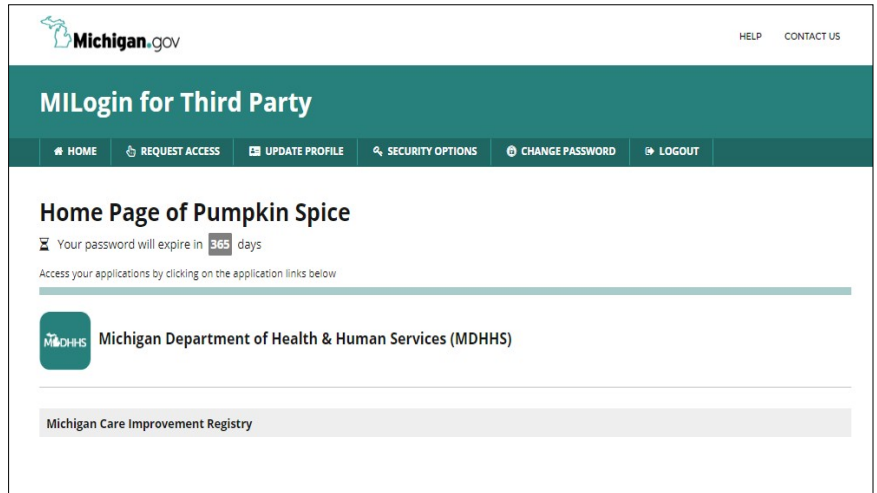 Michigan.gov
HELP CONTACT US
MILogin for Third Party
HOME REQUEST ACCESS UPDATE PROFILE SECURITY OPTIONS CHANGE PASSWORD LOGOUT
Home Page of Pumpkin Spice
Your password will expire in 365 days
Access your applications by clicking on the application links below
MDHHS Michigan Department of Health & Human Services (MDHHS)
Michigan Care Improvement Registry